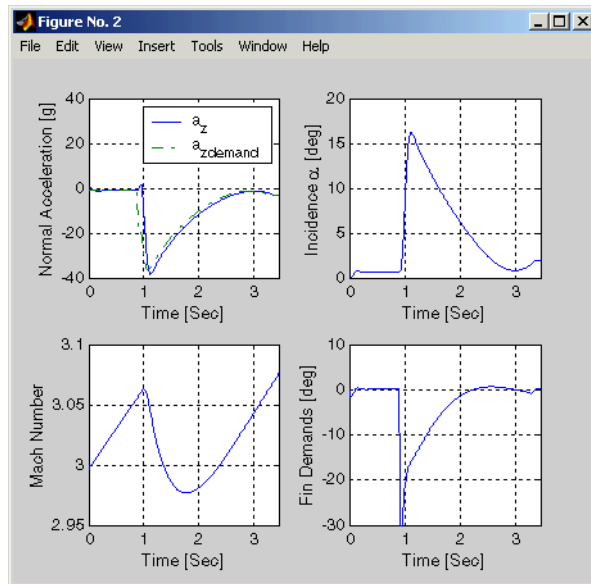 Figure No. 2
File Edit View Insert Tools Window Help
Normal Acceleration [g]
40
20
0
-20
-40
a_z
a_zdemand
0 1 2 3
Time [Sec]
Incidence α [deg]
20
15
10
5
0
0 1 2 3
Time [Sec]
Mach Number
3.1
3.05
3
2.95
0 1 2 3
Time [Sec]
Fin Demands [deg]
10
0
-10
-20
-30
0 1 2 3
Time [Sec]